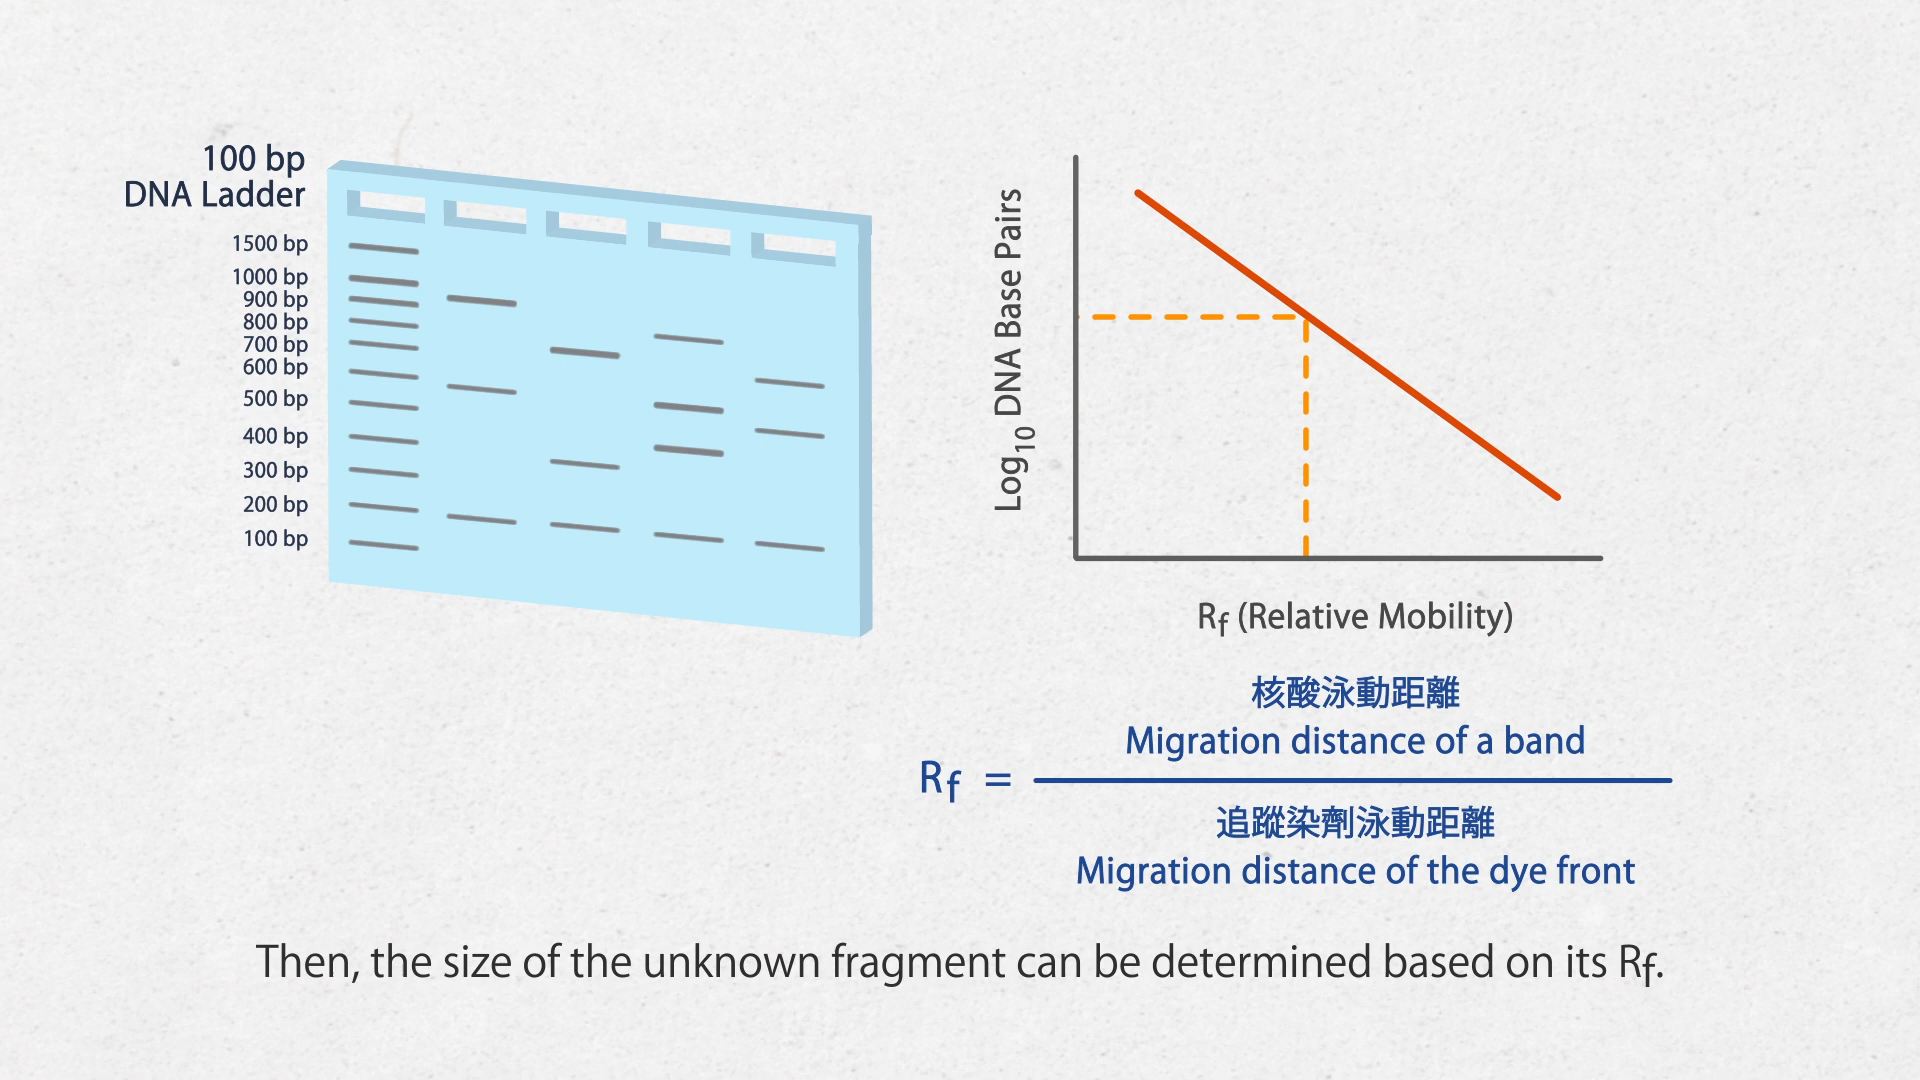 100 bp
DNA Ladder
1500 bp
1000 bp
900 bp
800 bp
700 bp
600 bp
500 bp
400 bp
300 bp
200 bp
100 bp
Log10 DNA Base Pairs
Rf (Relative Mobility)
核酸泳動距離
Migration distance of a band
Rf =
追蹤染劑泳動距離
Migration distance of the dye front
Then, the size of the unknown fragment can be determined based on its Rf.